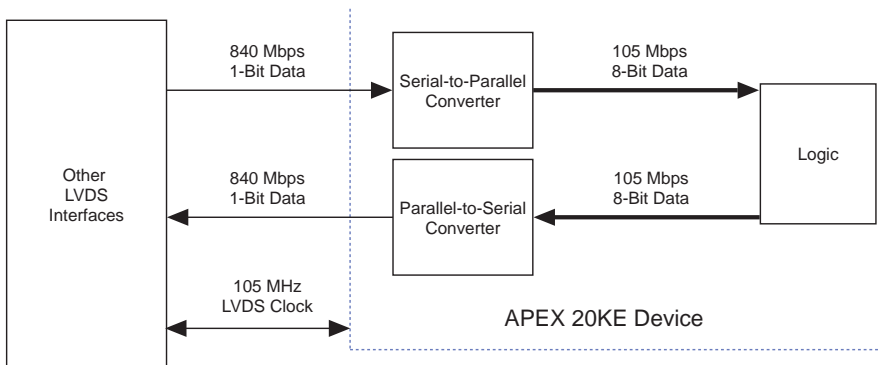 840 Mbps
1-Bit Data
105 Mbps
8-Bit Data
Serial-to-Parallel
Converter
Logic
Other
LVDS
Interfaces
840 Mbps
1-Bit Data
105 Mbps
8-Bit Data
Parallel-to-Serial
Converter
105 MHz
LVDS Clock
APEX 20KE Device